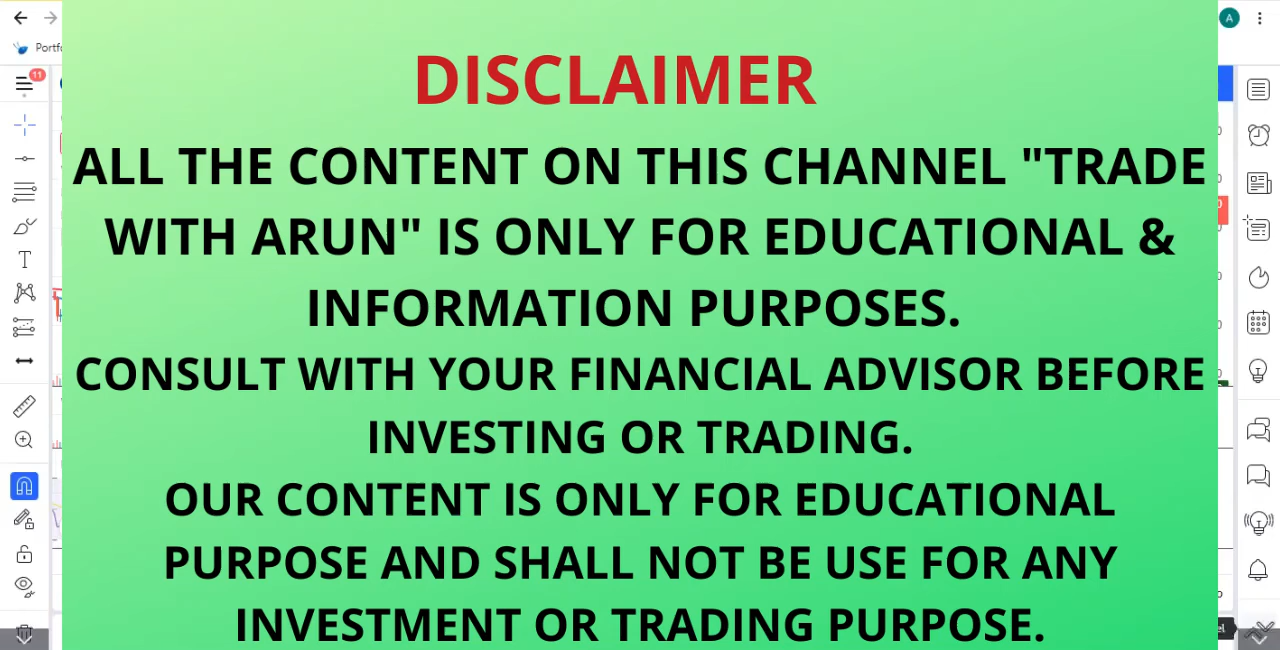 A
Portfo
11
DISCLAIMER
ALL THE CONTENT ON THIS CHANNEL "TRADE
WITH ARUN" IS ONLY FOR EDUCATIONAL &
INFORMATION PURPOSES.
CONSULT WITH YOUR FINANCIAL ADVISOR BEFORE
INVESTING OR TRADING.
OUR CONTENT IS ONLY FOR EDUCATIONAL
PURPOSE AND SHALL NOT BE USE FOR ANY
INVESTMENT OR TRADING PURPOSE.